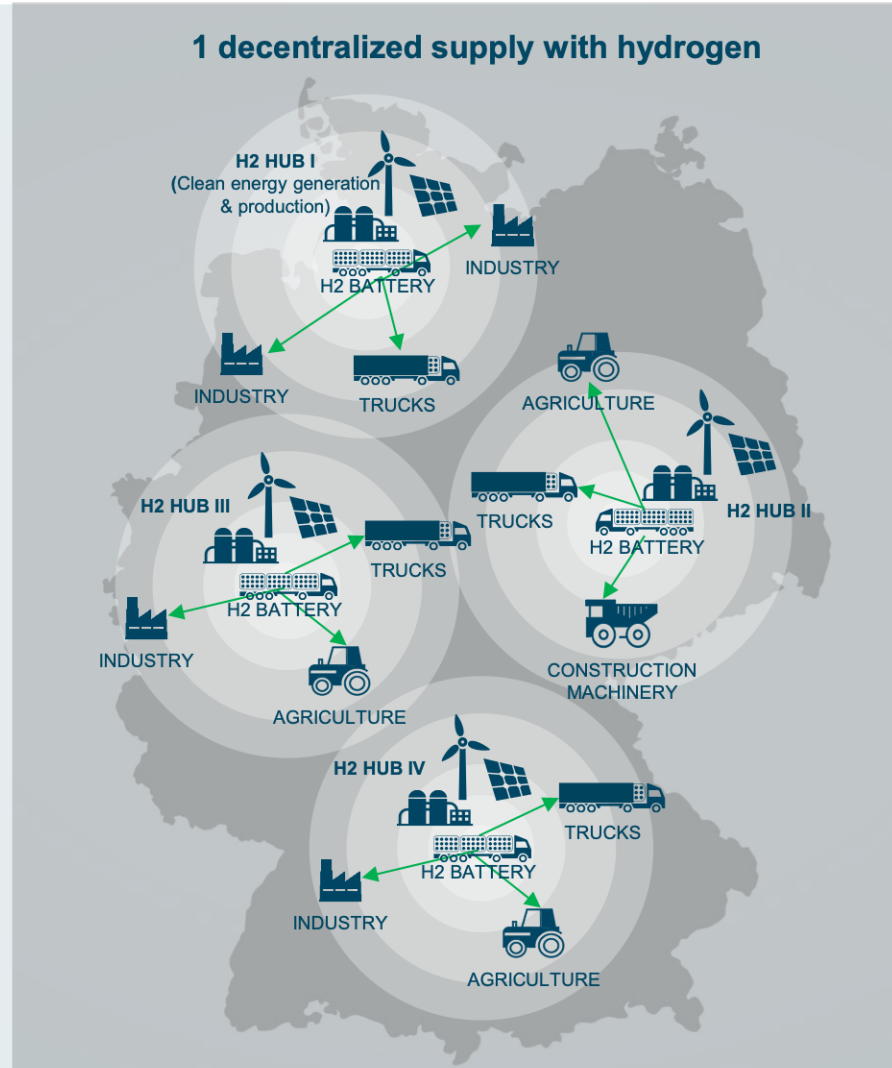 1 decentralized supply with hydrogen
H2 HUB I
(Clean energy generation
& production)
H2 BATTERY
INDUSTRY
INDUSTRY
TRUCKS
AGRICULTURE
TRUCKS
H2 HUB II
H2 BATTERY
CONSTRUCTION
MACHINERY
H2 HUB III
TRUCKS
H2 BATTERY
INDUSTRY
AGRICULTURE
H2 HUB IV
TRUCKS
H2 BATTERY
INDUSTRY
AGRICULTURE